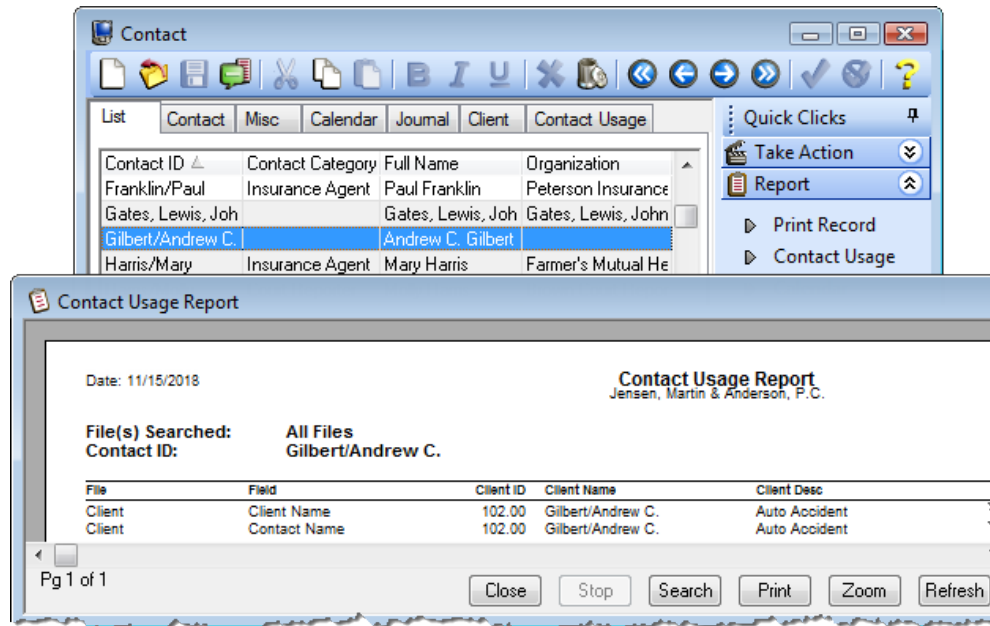 Contact
B I U
List Contact Misc Calendar Journal Client Contact Usage
Quick Clicks
Take Action
Report
Print Record
Contact Usage
Contact ID Contact Category Full Name Organization
Franklin/Paul Insurance Agent Paul Franklin Peterson Insurance
Gates, Lewis, Joh Gates, Lewis, Joh Gates, Lewis, John
Gilbert/Andrew C. Andrew C. Gilbert
Harris/Mary Insurance Agent Mary Harris Farmer's Mutual He
Contact Usage Report
Date: 11/15/2018
Contact Usage Report
Jensen, Martin & Anderson, P.C.
File(s) Searched: All Files
Contact ID: Gilbert/Andrew C.
File Field Client ID Client Name Client Desc
Client Client Name 102.00 Gilbert/Andrew C. Auto Accident
Client Contact Name 102.00 Gilbert/Andrew C. Auto Accident
Pg 1 of 1
Close Stop Search Print Zoom Refresh